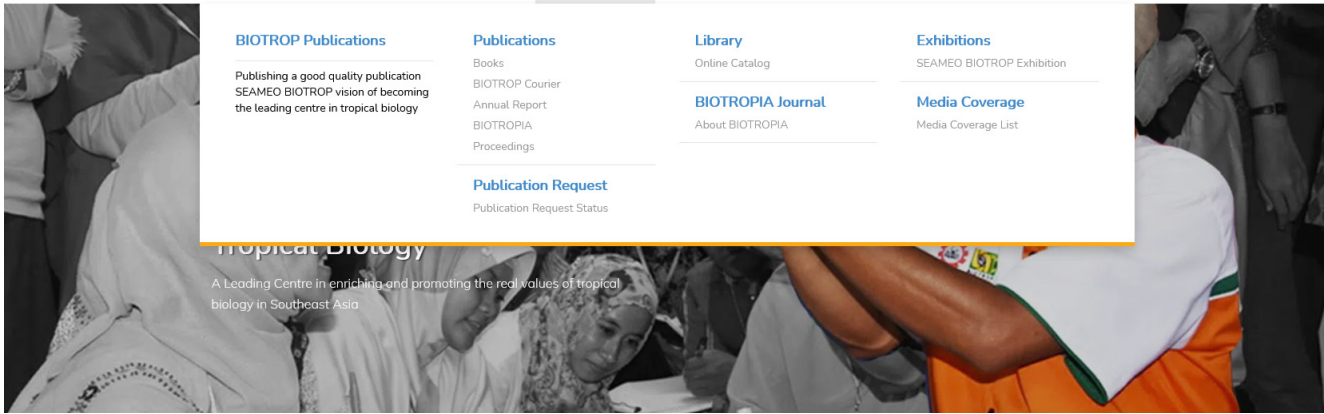 BIOTROP Publications
Publishing a good quality publication
SEAMEO BIOTROP vision of becoming
the leading centre in tropical biology
Publications
Books
BIOTROP Courier
Annual Report
BIOTROPIA
Proceedings
Publication Request
Publication Request Status
Library
Online Catalog
BIOTROPIA Journal
About BIOTROPIA
Exhibitions
SEAMEO BIOTROP Exhibition
Media Coverage
Media Coverage List
Tropical Biology
A Leading Centre in enriching and promoting the real values of tropical
biology in Southeast Asia